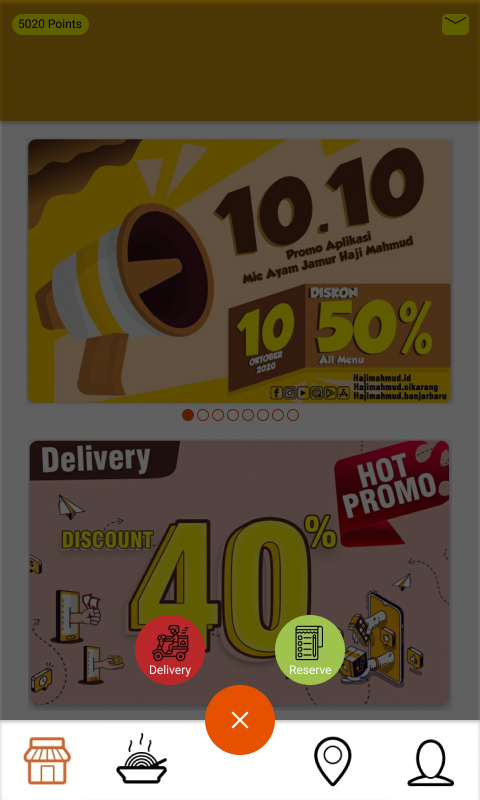 5020 Points
10.10
Promo Aplikasi
Mie Ayam Jamur Haji Mahmud
DISKON
10
OKTOBER
2020
50%
All Menu
Hajimahmud.id
Hajimahmud.cikarang
Hajimahmud.banjarbaru
Delivery
HOT
PROMO
DISCOUNT
40%
Delivery
Reserve